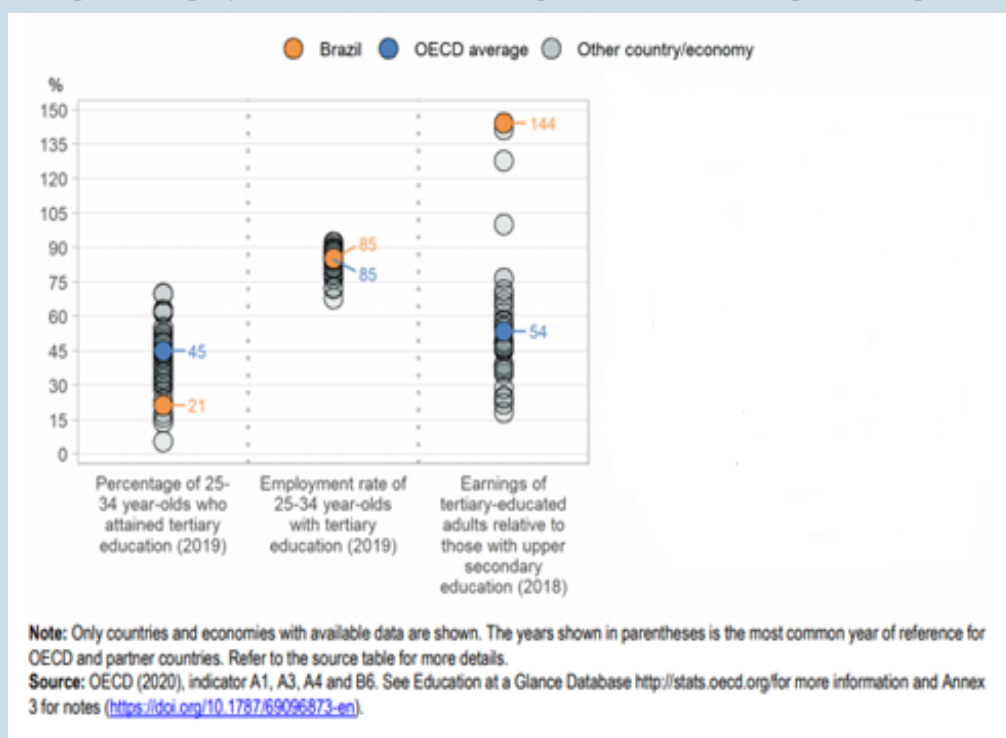 Brazil OECD average Other country/economy
%
150
135
120
105
90
75
60
45
30
15
0
45
21
85
85
144
54
Percentage of 25-
34 year-olds who
attained tertiary
education (2019)
Employment rate of
25-34 year-olds
with tertiary
education (2019)
Earnings of
tertiary-educated
adults relative to
those with upper
secondary
education (2018)
Note: Only countries and economies with available data are shown. The years shown in parentheses is the most common year of reference for
OECD and partner countries. Refer to the source table for more details.
Source: OECD (2020), indicator A1, A3, A4 and B6. See Education at a Glance Database http://stats.oecd.org/for more information and Annex
3 for notes (https://doi.org/10.1787/69096873-en).